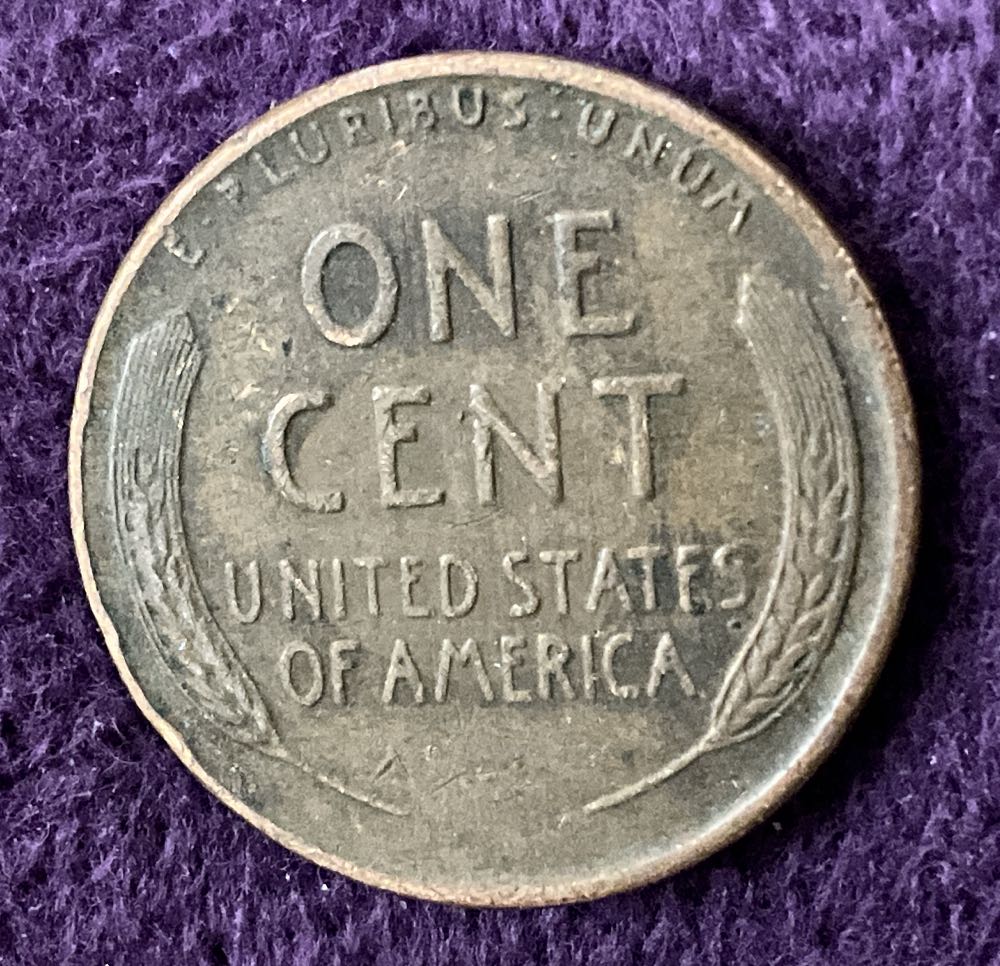 E·PLURIBUS·UNUM
ONE
CENT
UNITED STATES
OF AMERICA